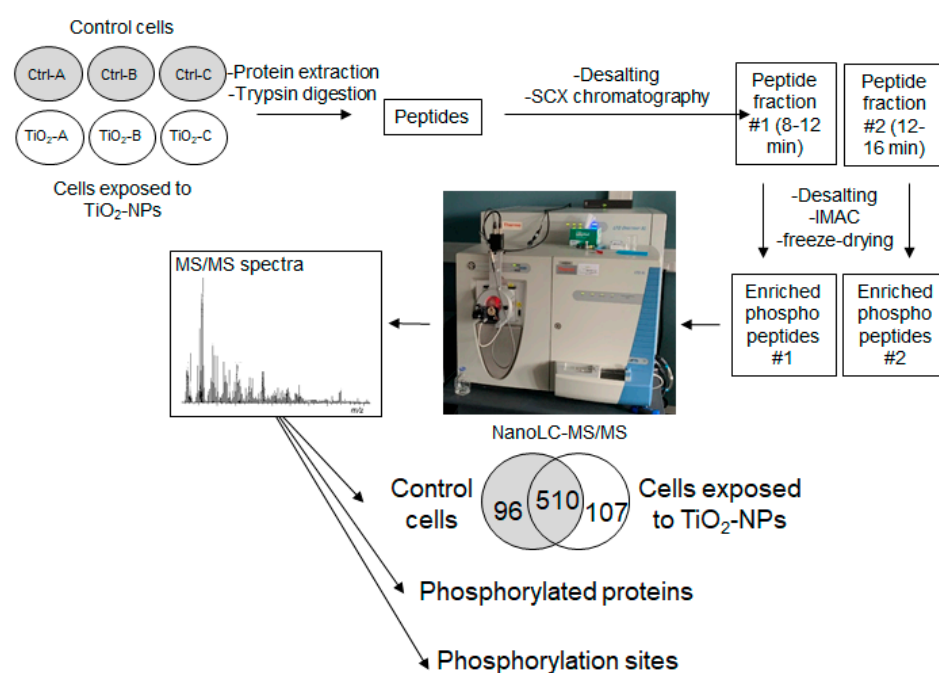 Control cells
Ctrl-A
Ctrl-B
Ctrl-C
TiO₂-A
TiO₂-B
TiO₂-C
Cells exposed to
TiO₂-NPs
-Protein extraction
-Trypsin digestion
Peptides
-Desalting
-SCX chromatography
Peptide
fraction
#1 (8-12
min)
Peptide
fraction
#2 (12-
16 min)
-Desalting
-IMAC
-freeze-drying
Enriched
phospho
peptides
#1
Enriched
phospho
peptides
#2
NanoLC-MS/MS
MS/MS spectra
m/z
Control
cells
96
510
107
Cells exposed
to TiO₂-NPs
Phosphorylated proteins
Phosphorylation sites